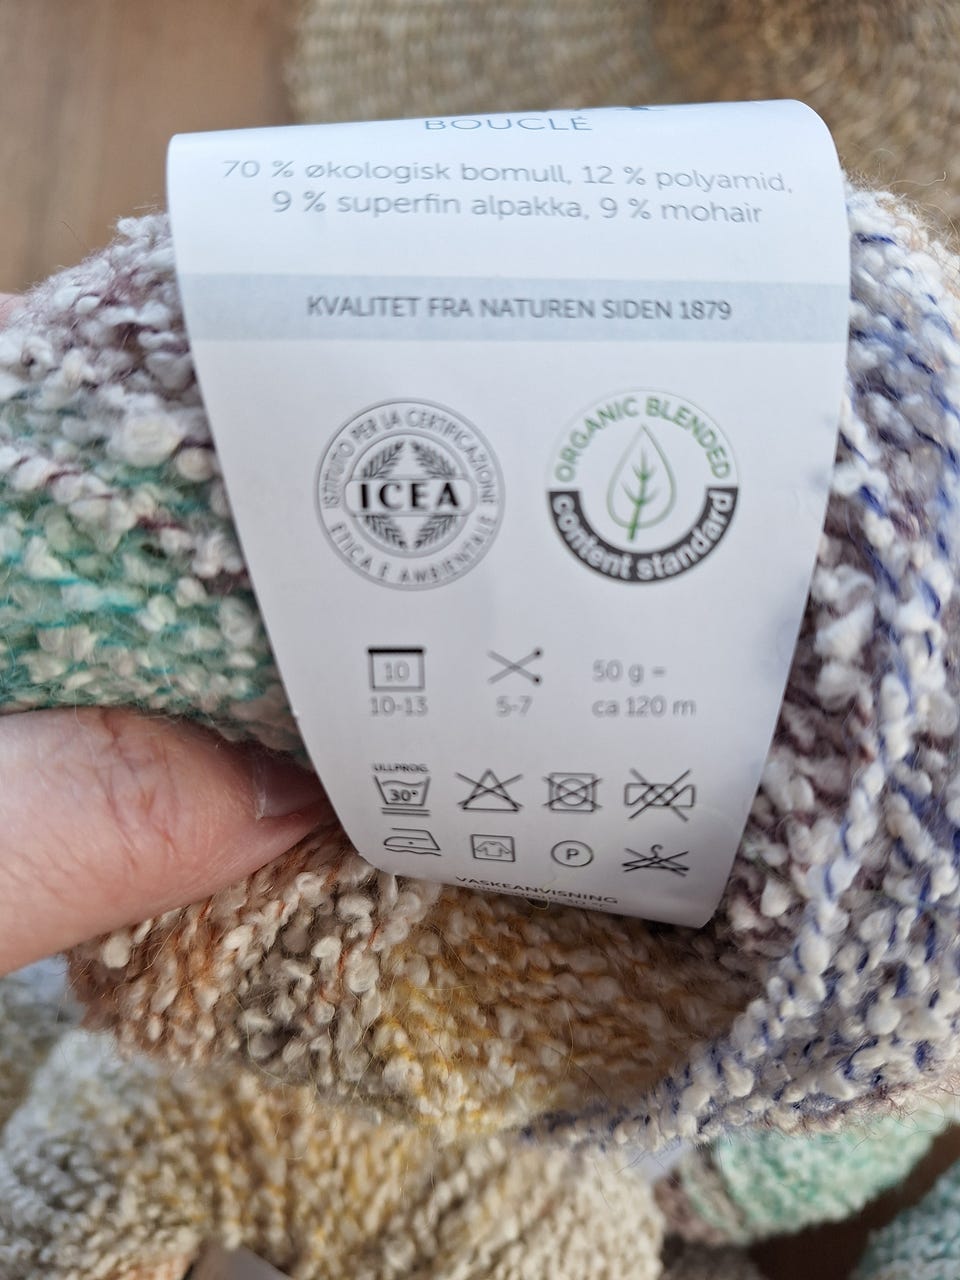 BOUCLÉ
70 % økologisk bomull, 12 % polyamid,
9 % superfin alpakka, 9 % mohair
KVALITET FRA NATUREN SIDEN 1879
ISTITUTO PER LA CERTIFICAZIONE
ICEA
ETICA E AMBIENTALE
ORGANIC BLENDED
content standard
10
10-13
5-7
50 g –
ca 120 m
ULLPROG.
30°
P
VASKEANVISNING